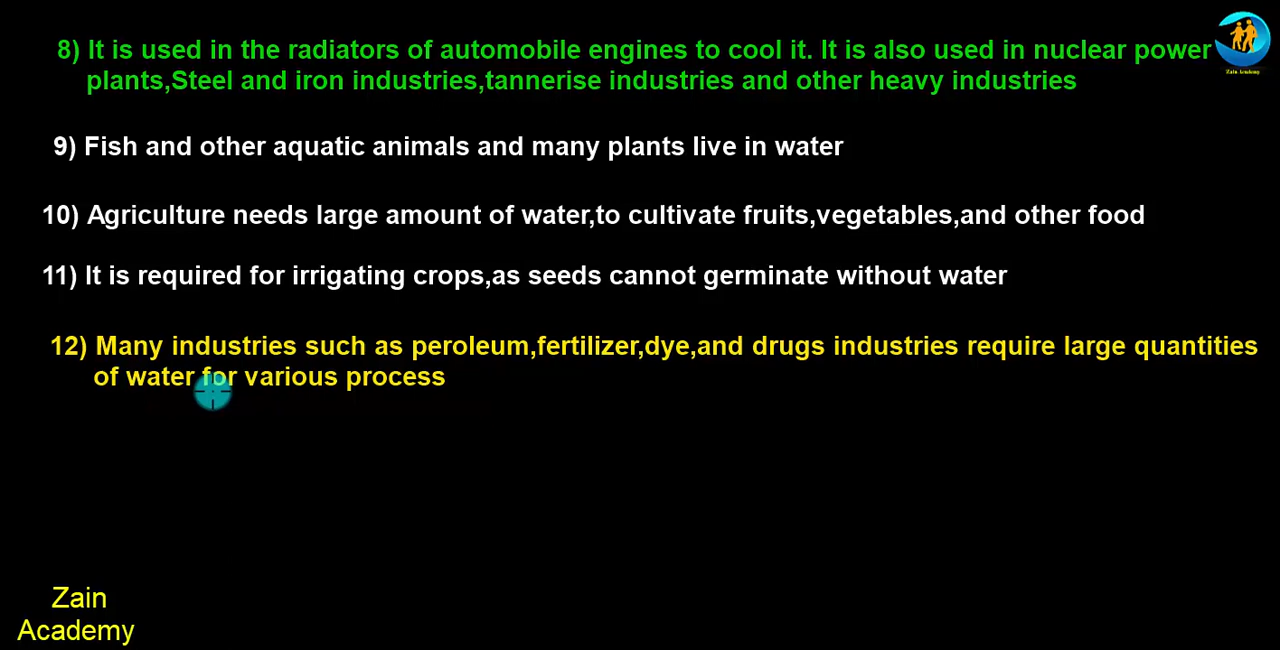 8) It is used in the radiators of automobile engines to cool it. It is also used in nuclear power
plants,Steel and iron industries,tannerise industries and other heavy industries
Zain Academy
9) Fish and other aquatic animals and many plants live in water
10) Agriculture needs large amount of water,to cultivate fruits,vegetables,and other food
11) It is required for irrigating crops,as seeds cannot germinate without water
12) Many industries such as peroleum,fertilizer,dye,and drugs industries require large quantities
of water for various process
Zain
Academy